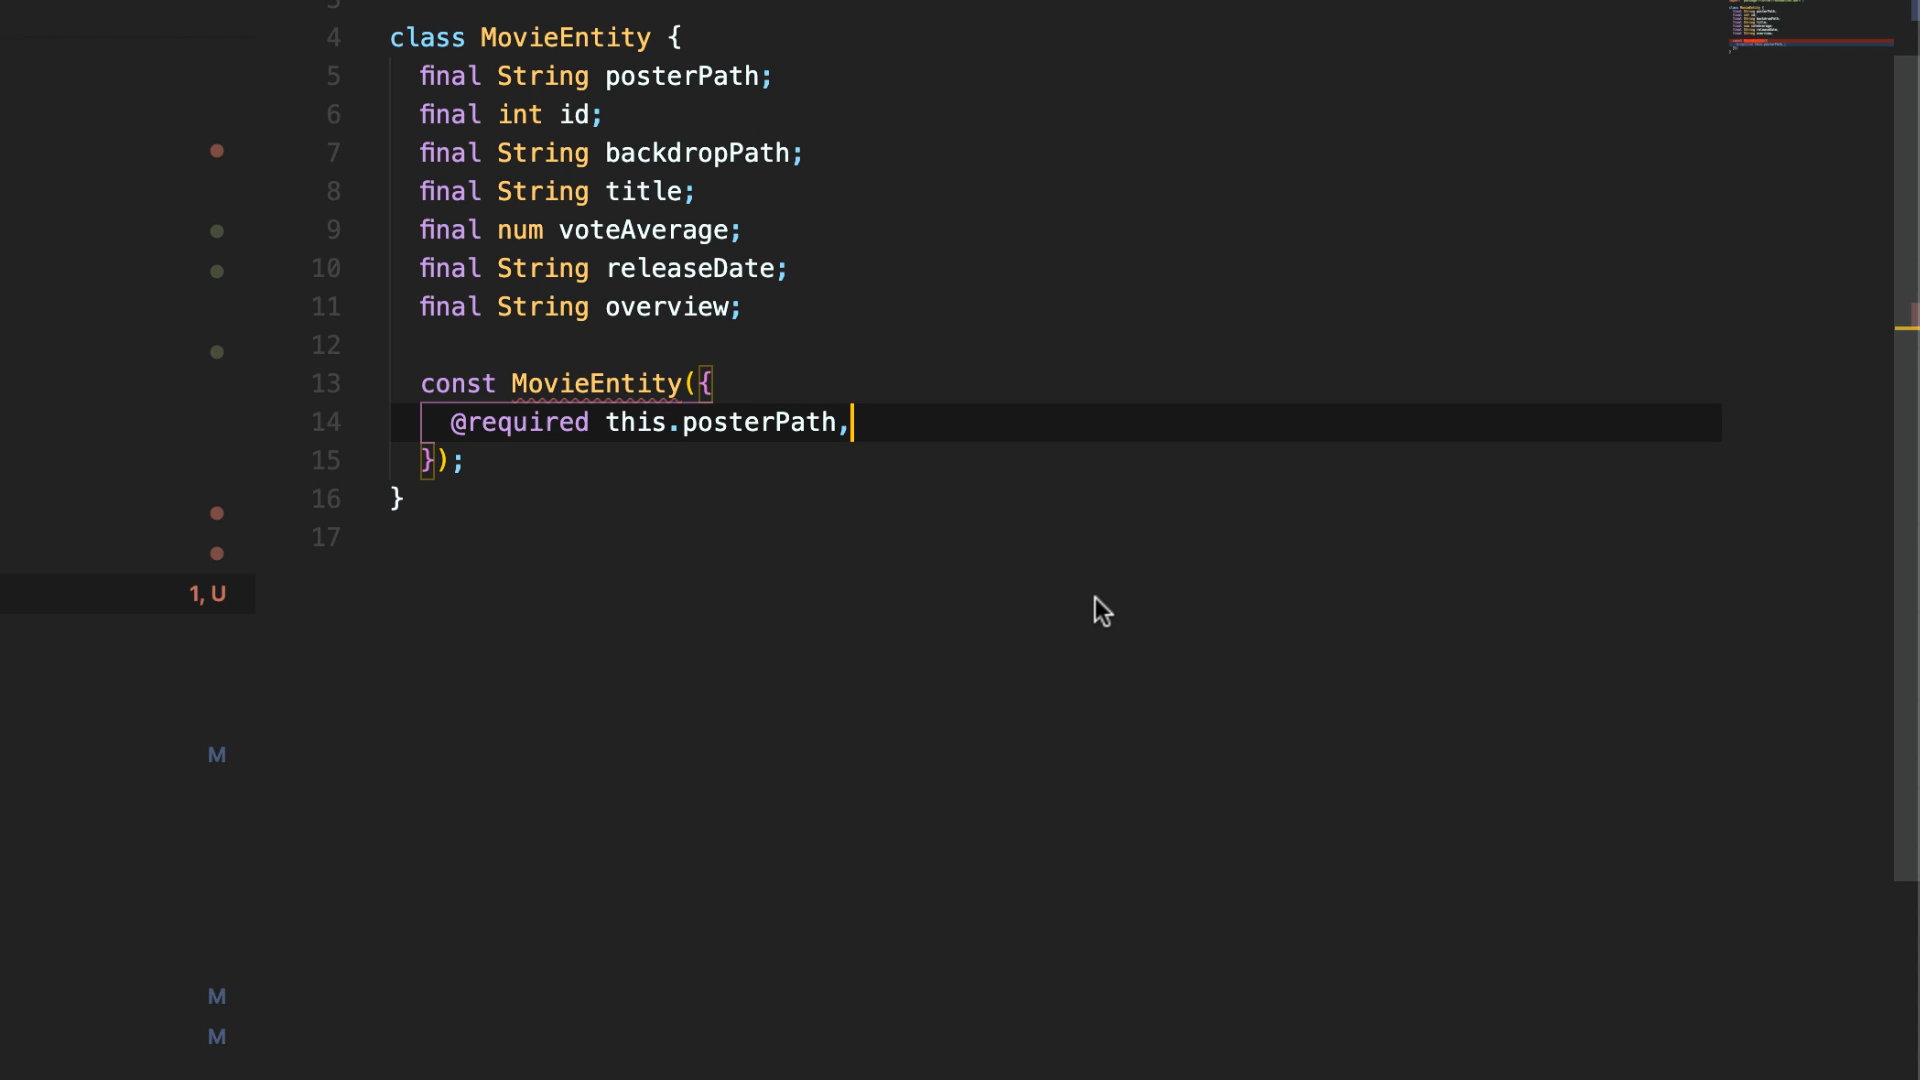 4 class MovieEntity {
5 final String posterPath;
6 final int id;
7 final String backdropPath;
8 final String title;
9 final num voteAverage;
10 final String releaseDate;
11 final String overview;
12
13 const MovieEntity({
14 @required this.posterPath,
15 });
16 }
17
1, U
M
M
M